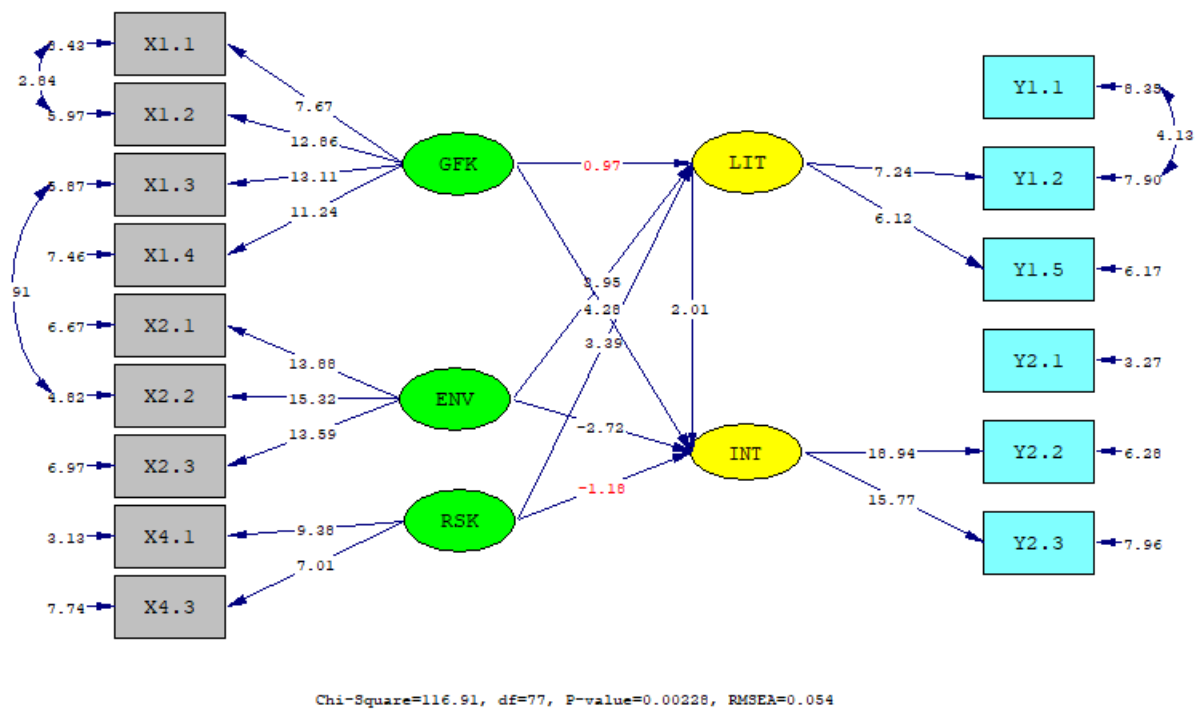 8.43 X1.1
2.84
5.97 X1.2
5.87 X1.3
7.46 X1.4
91
6.67 X2.1
4.82 X2.2
6.97 X2.3
3.13 X4.1
7.74 X4.3
7.67
12.86
13.11
11.24
13.88
15.32
13.59
9.38
7.01
GFK
ENV
RSK
0.97
3.95
4.28
3.39
-2.72
-1.18
2.01
LIT
INT
7.24
6.12
18.94
15.77
Y1.1 8.35
4.13
Y1.2 7.90
Y1.5 6.17
Y2.1 3.27
Y2.2 6.28
Y2.3 7.96
Chi-Square=116.91, df=77, P-value=0.00228, RMSEA=0.054